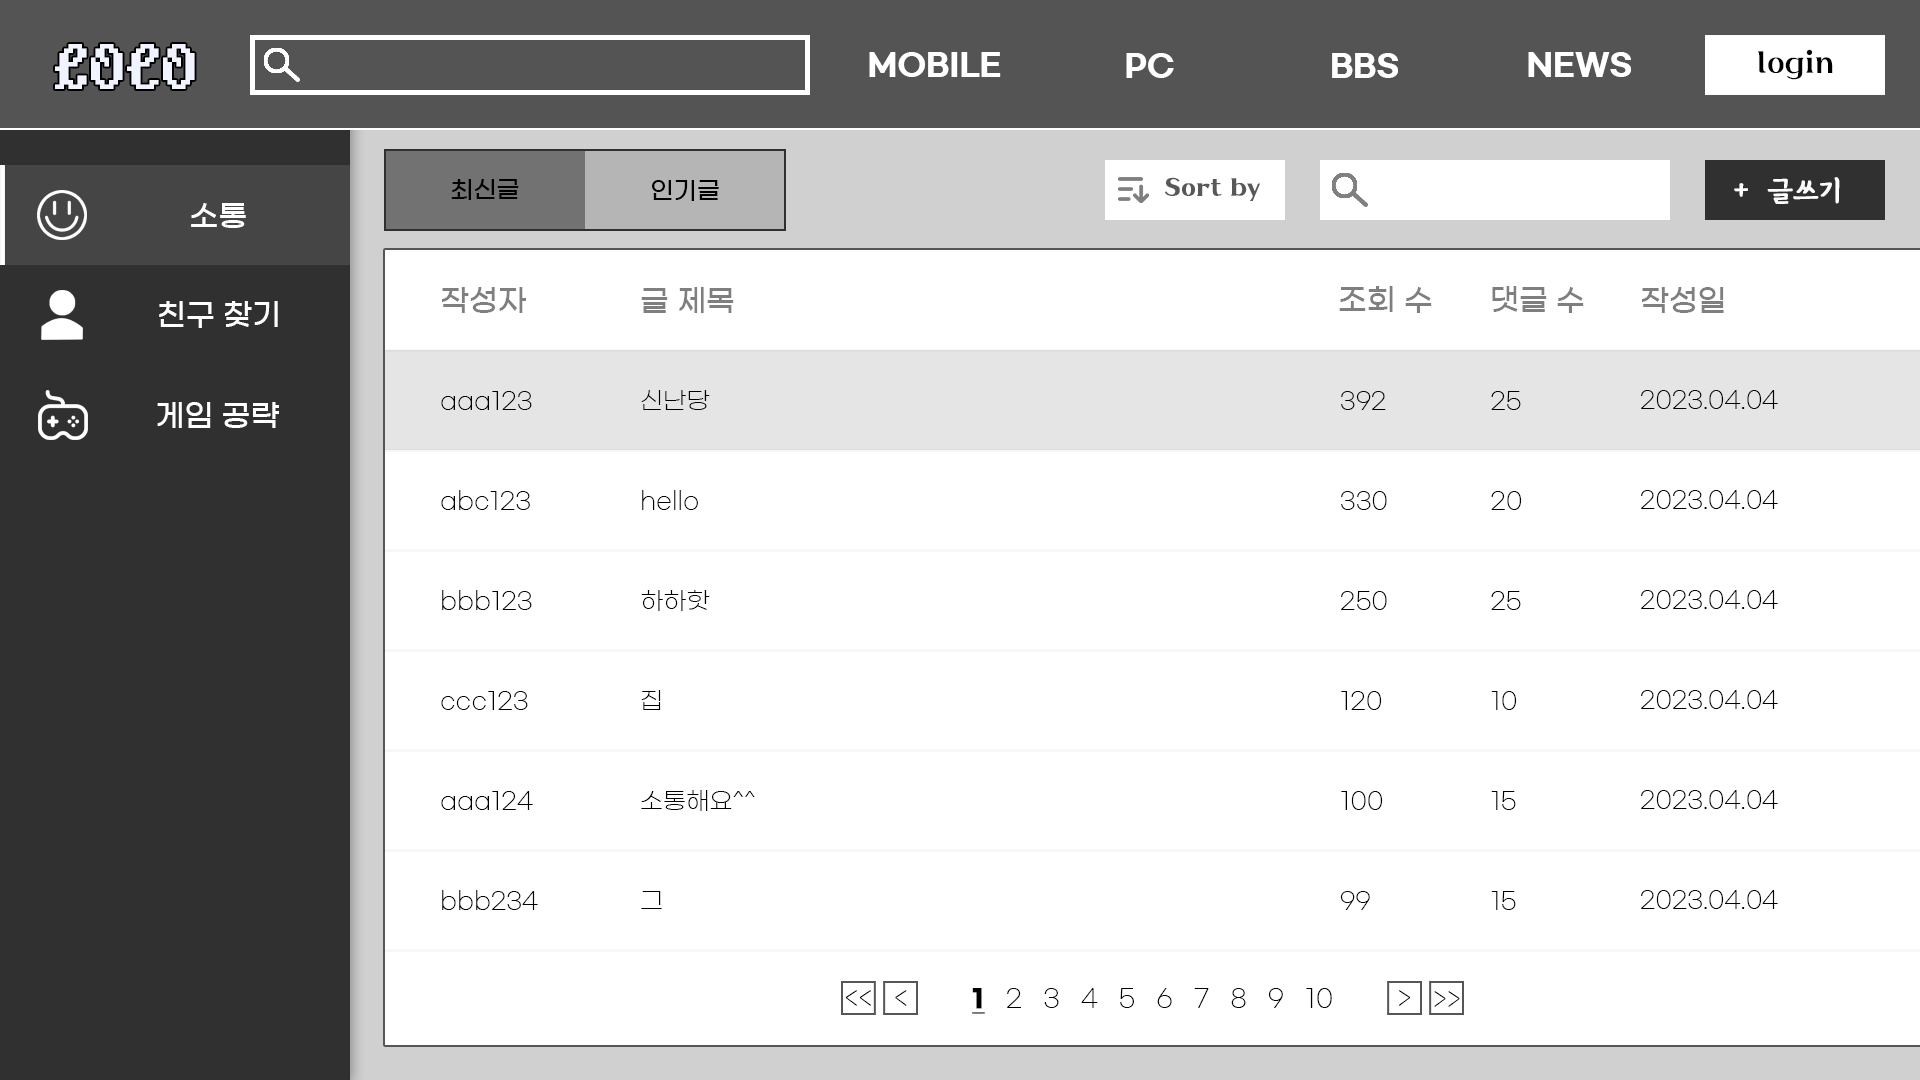 LOLO
MOBILE PC BBS NEWS login
소통
친구 찾기
게임 공략
최신글 인기글 Sort by + 글쓰기
작성자 글 제목 조회 수 댓글 수 작성일
aaa123 신난당 392 25 2023.04.04
abc123 hello 330 20 2023.04.04
bbb123 하하핫 250 25 2023.04.04
ccc123 집 120 10 2023.04.04
aaa124 소통해요^^ 100 15 2023.04.04
bbb234 그 99 15 2023.04.04
<< < 1 2 3 4 5 6 7 8 9 10 > >>